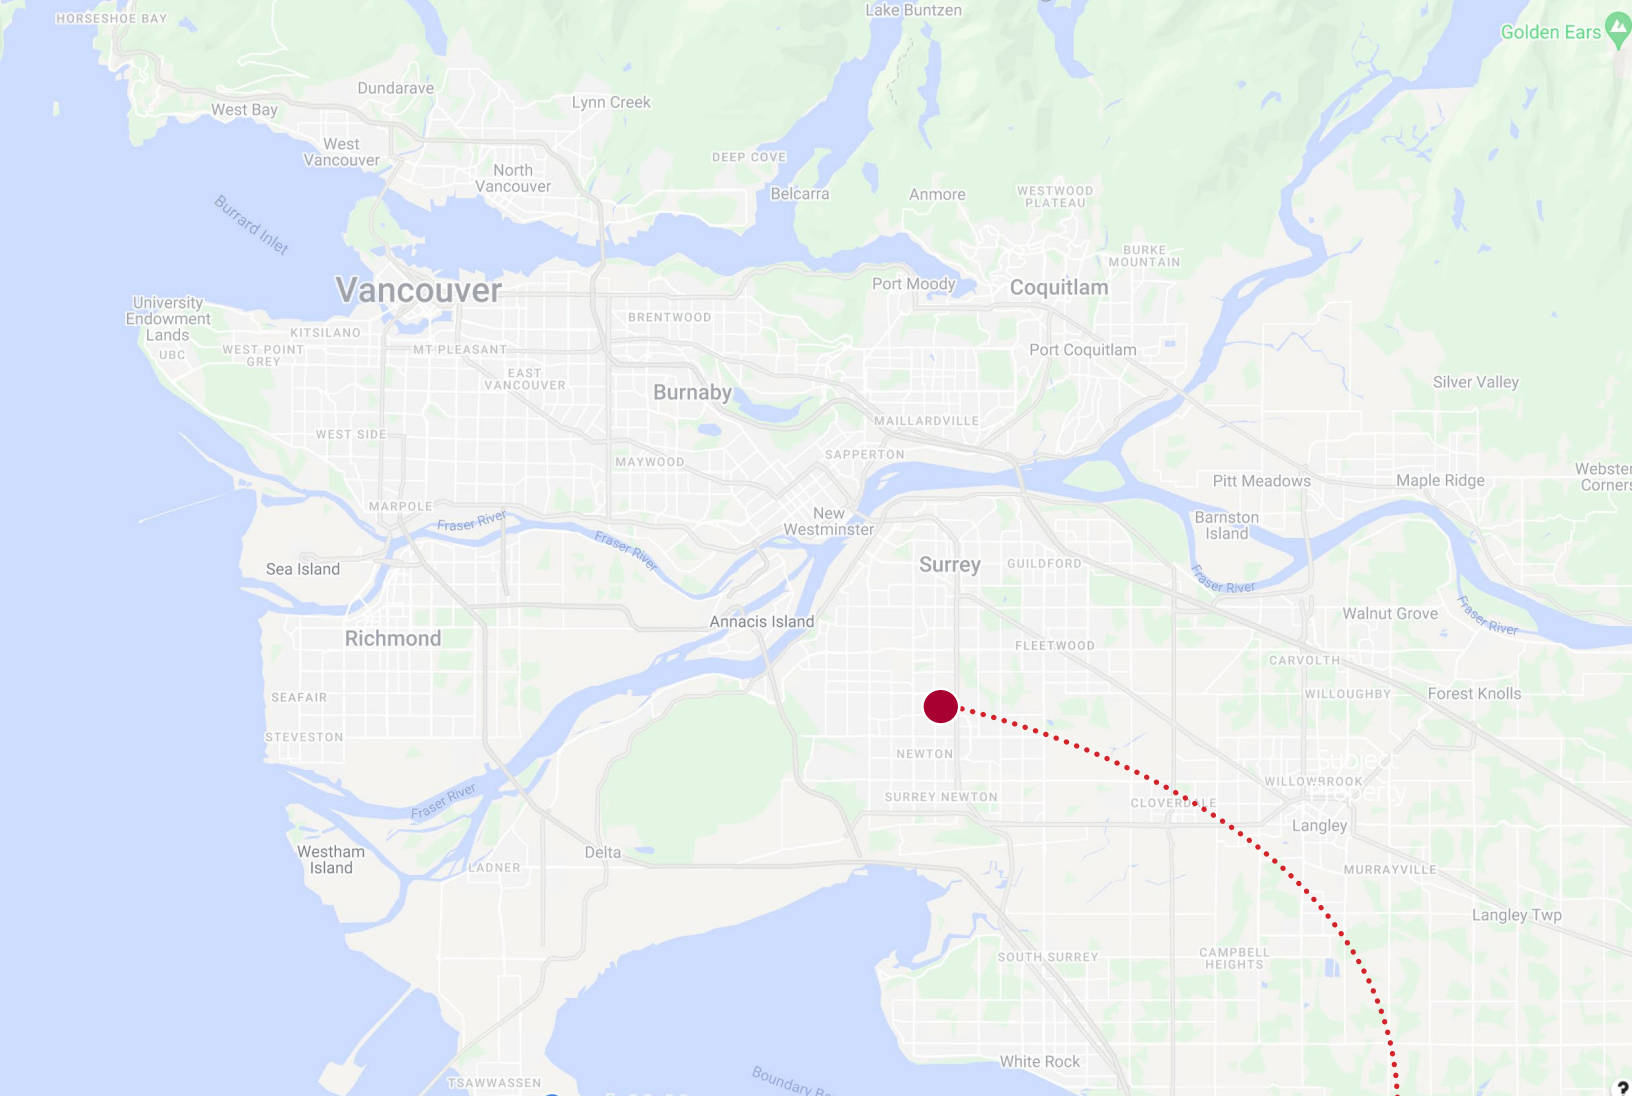 HORSESHOE BAY
Lake Buntzen
Golden Ears
Dundarave
West Bay
Lynn Creek
West
Vancouver
DEEP COVE
North
Vancouver
Belcarra
Anmore
WESTWOOD
PLATEAU
Burrard Inlet
BURKE
MOUNTAIN
Vancouver
Port Moody
Coquitlam
University
Endowment
Lands
KITSILANO
BRENTWOOD
UBC
WEST POINT
GREY
MT PLEASANT
Port Coquitlam
EAST
VANCOUVER
Burnaby
Silver Valley
MAILLARDVILLE
WEST SIDE
SAPPERTON
MAYWOOD
Pitt Meadows
Maple Ridge
Webster
Corners
MARPOLE
New
Westminster
Barnston
Island
Fraser River
Fraser River
Sea Island
Surrey
GUILDFORD
Fraser River
Fraser River
Annacis Island
Walnut Grove
Richmond
FLEETWOOD
CARVOLTH
SEAFAIR
WILLOUGHBY
Forest Knolls
STEVESTON
NEWTON
Subject
Property
WILLOWBROOK
Fraser River
SURREY NEWTON
CLOVERDALE
Langley
Westham
Island
Delta
LADNER
MURRAYVILLE
Langley Twp
SOUTH SURREY
CAMPBELL
HEIGHTS
White Rock
TSAWWASSEN
Boundary Ba
?